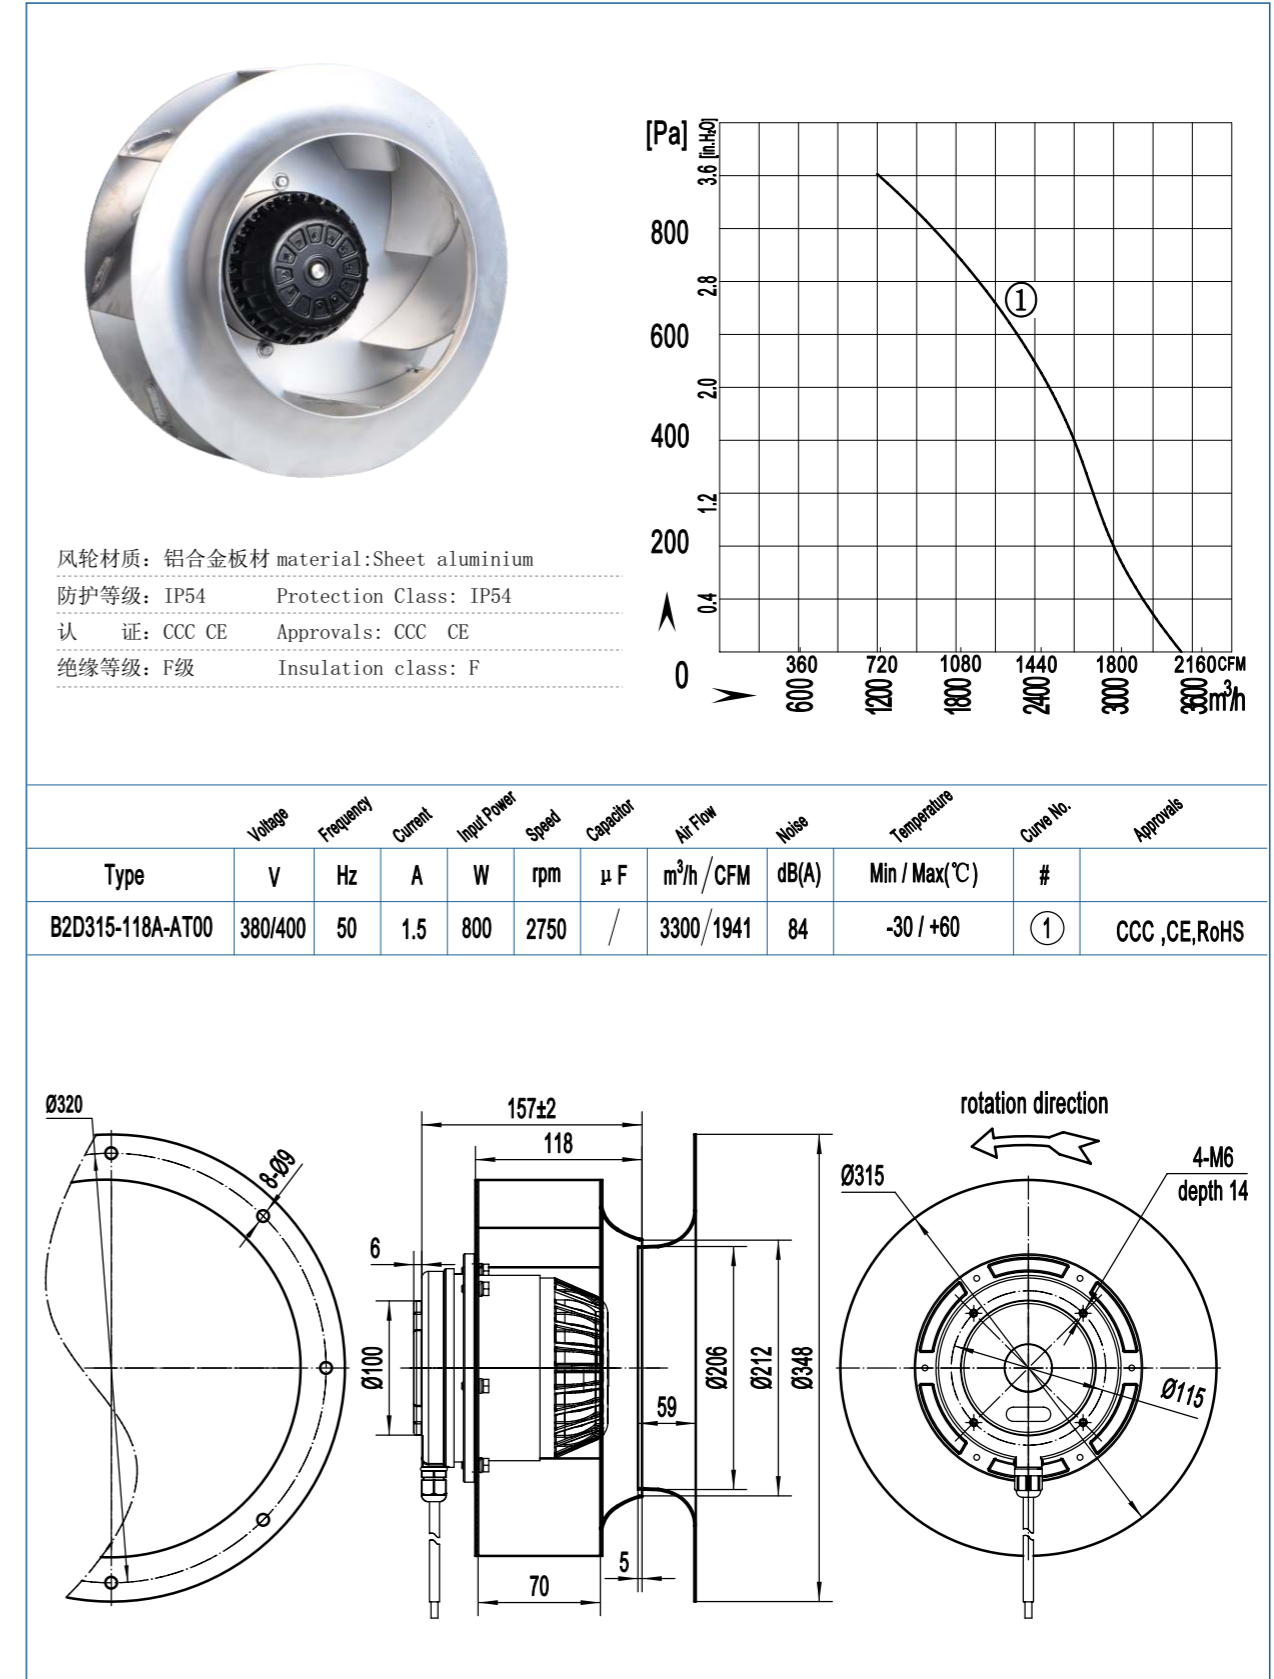 [Pa]
[in.H₂O]
3.6
800
2.8
①
600
2.0
400
1.2
200
0.4
0
360 720 1080 1440 1800 2160 CFM
600 1200 1800 2400 3000 3600 m³/h
风轮材质：铝合金板材 material:Sheet aluminium
防护等级：IP54 Protection Class: IP54
认 证：CCC CE Approvals: CCC CE
绝缘等级：F级 Insulation class: F
Voltage Frequency Current Input Power Speed Capacitor Air Flow Noise Temperature Curve No. Approvals
Type V Hz A W rpm μF m³/h/CFM dB(A) Min / Max(℃) #
B2D315-118A-AT00 380/400 50 1.5 800 2750 / 3300/1941 84 -30 / +60 ① CCC ,CE,RoHS
Ø320
8-Ø9
157±2
118
6
Ø100
Ø206
Ø212
Ø348
59
5
70
rotation direction
Ø315
4-M6
depth 14
Ø115